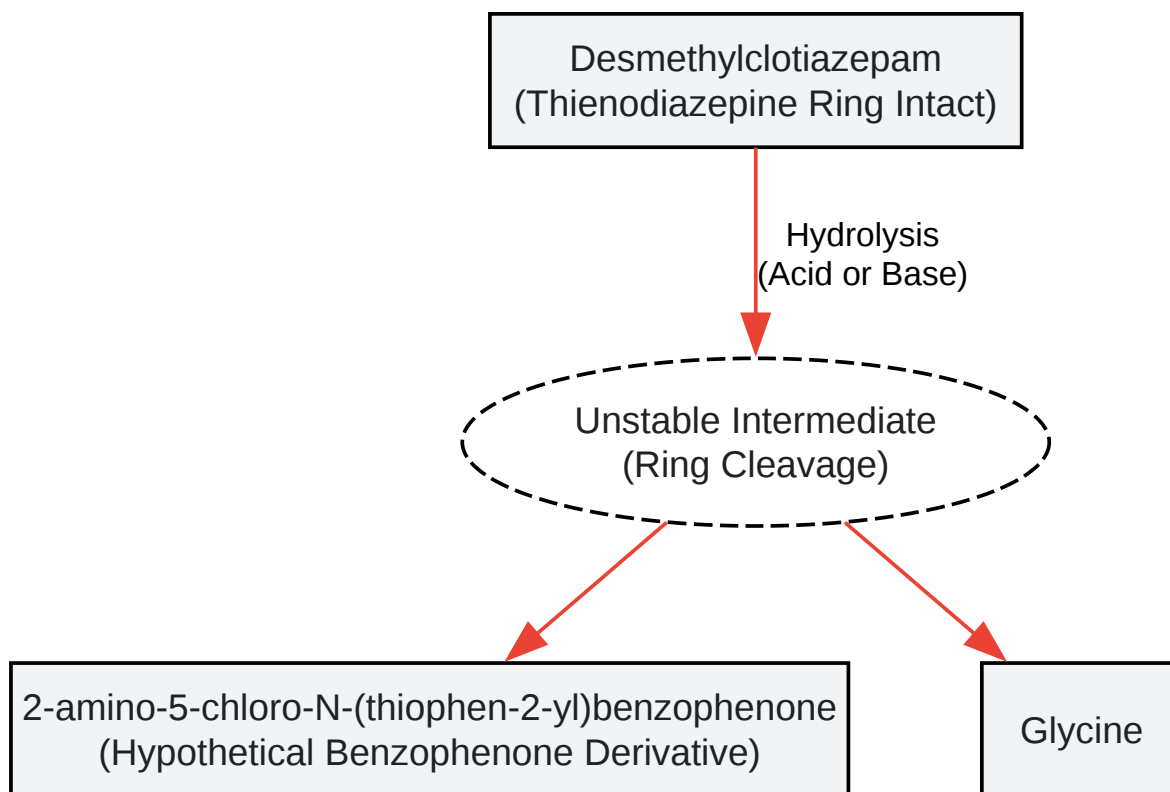 Desmethylclotiazepam
(Thienodiazepine Ring Intact)
Hydrolysis
(Acid or Base)
Unstable Intermediate
(Ring Cleavage)
2-amino-5-chloro-N-(thiophen-2-yl)benzophenone
(Hypothetical Benzophenone Derivative)
Glycine